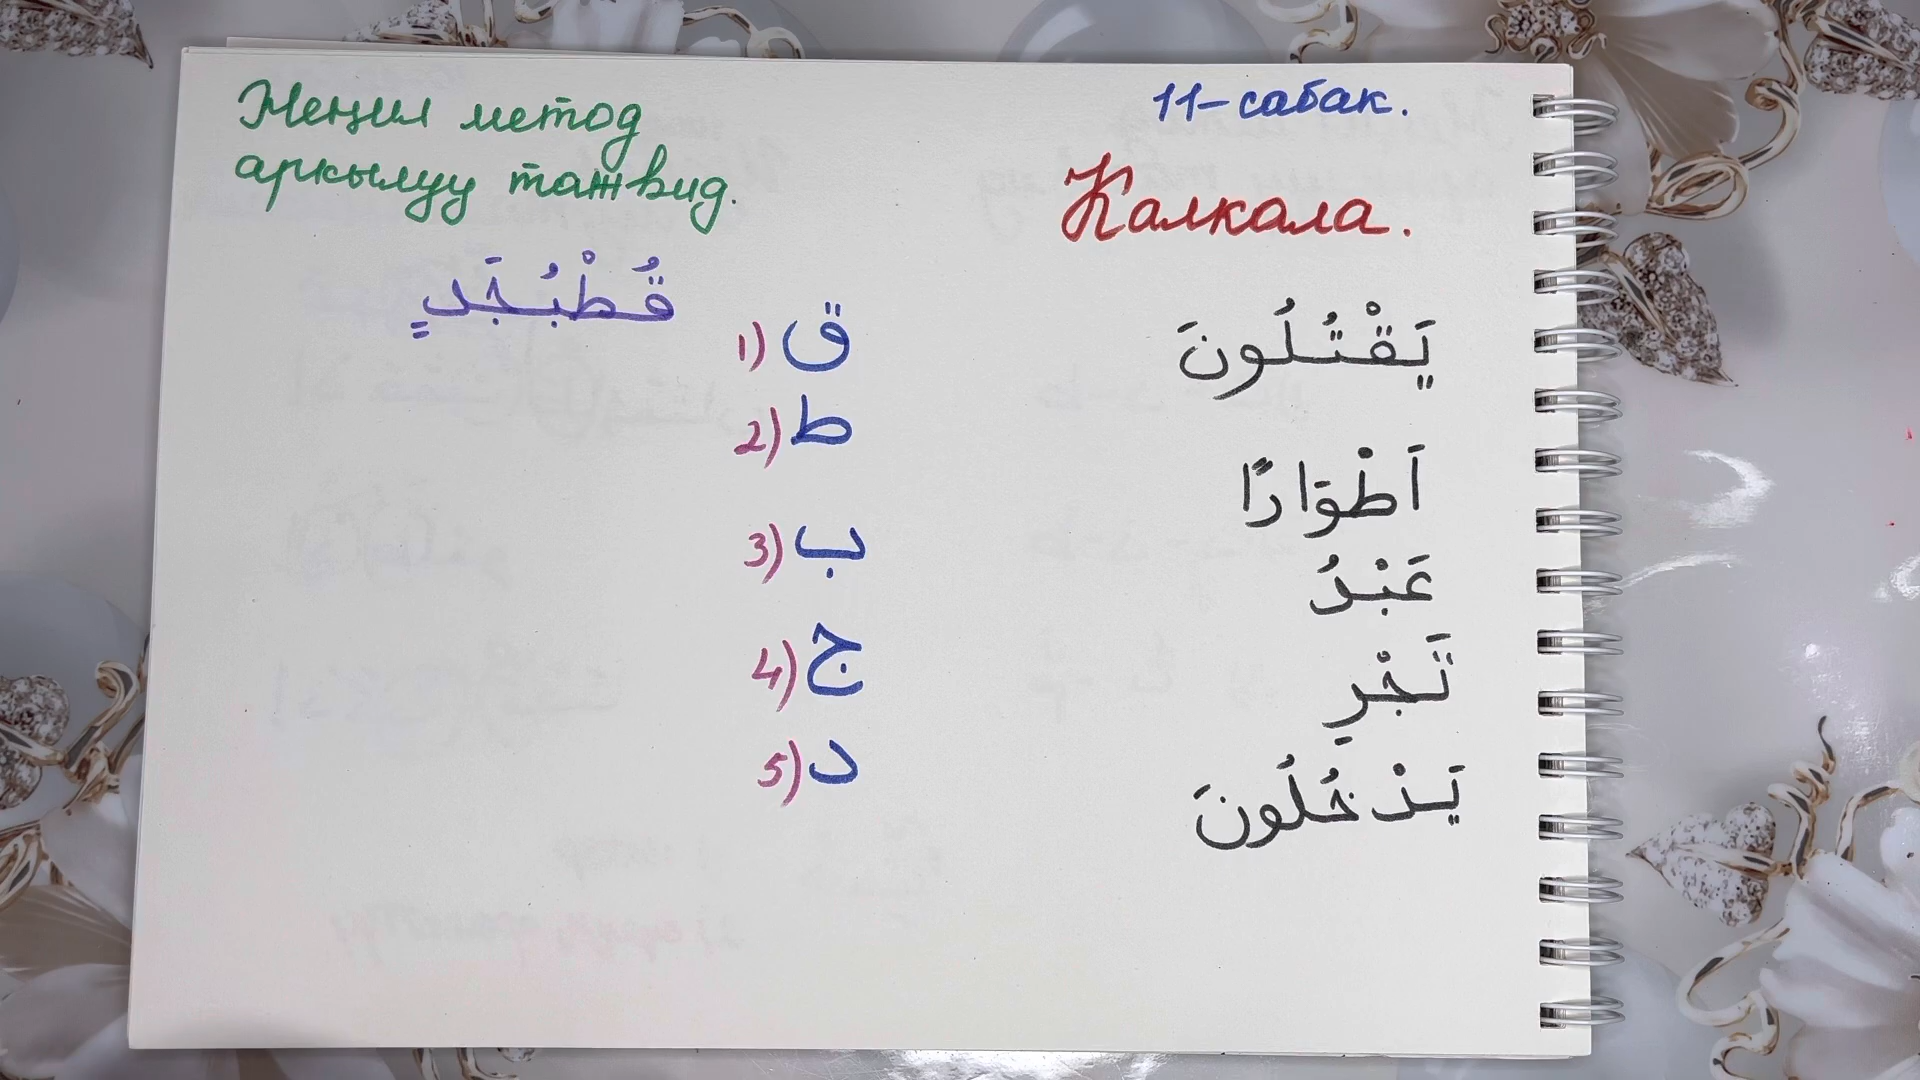 Жеңил метод
аркылуу тажвид.
11-сабак.
Калкала.
قُطْبُجَدٍ
1) ق
2) ط
3) ب
4) ج
5) د
يَقْتُلُونَ
اَطْوَارًا
عَبْدُ
تَجْرِ
يَدْخُلُونَ